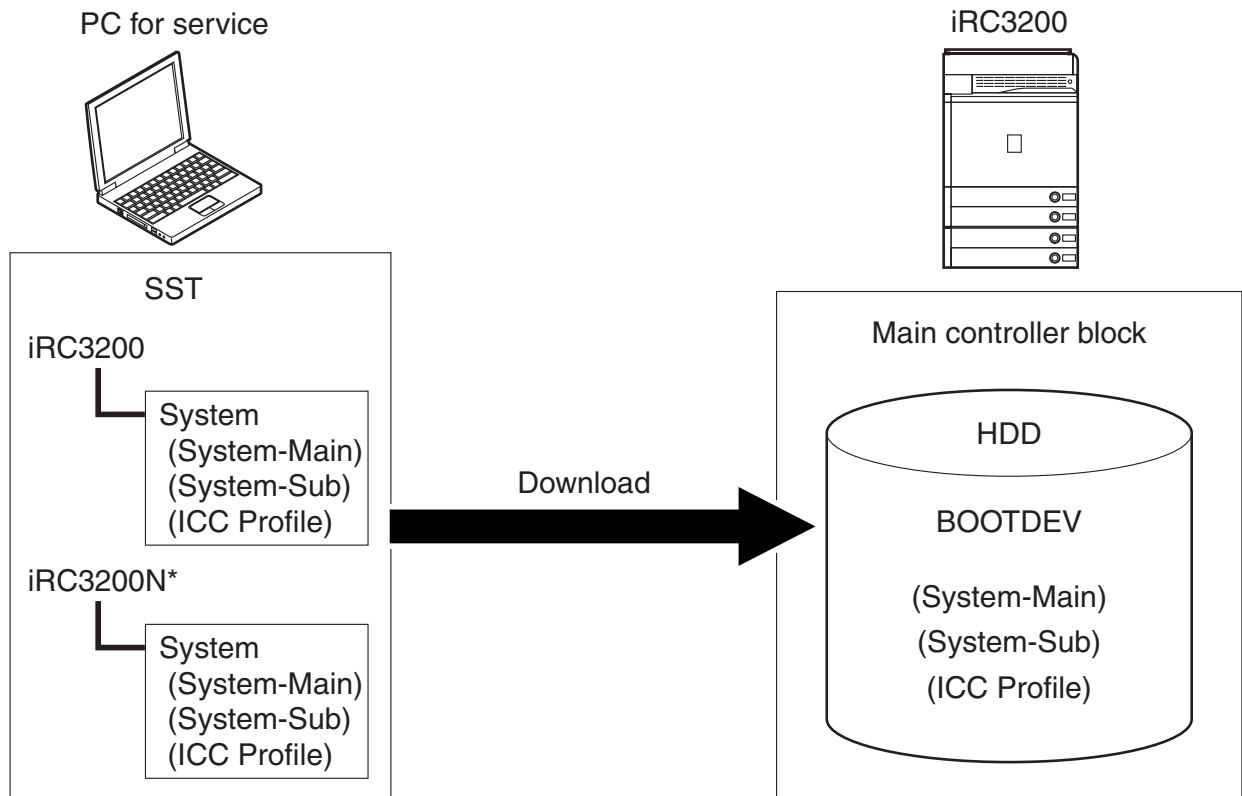 PC for service
SST
iRC3200
System
(System-Main)
(System-Sub)
(ICC Profile)
iRC3200N*
System
(System-Main)
(System-Sub)
(ICC Profile)
Download
iRC3200
Main controller block
HDD
BOOTDEV
(System-Main)
(System-Sub)
(ICC Profile)